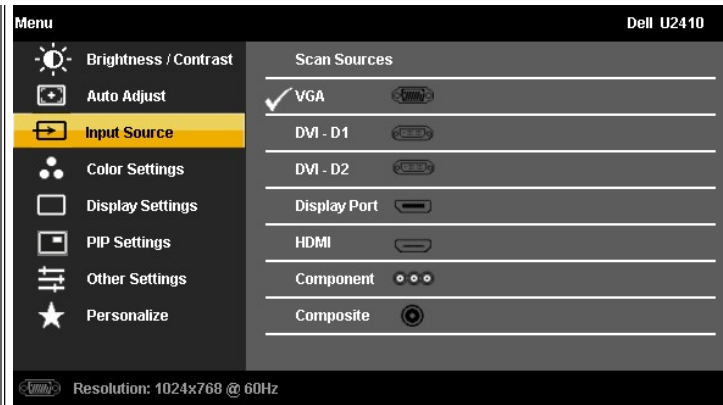 Menu Dell U2410
Brightness / Contrast Scan Sources
Auto Adjust VGA
Input Source DVI - D1
Color Settings DVI - D2
Display Settings Display Port
PIP Settings HDMI
Other Settings Component
Personalize Composite
Resolution: 1024x768 @ 60Hz